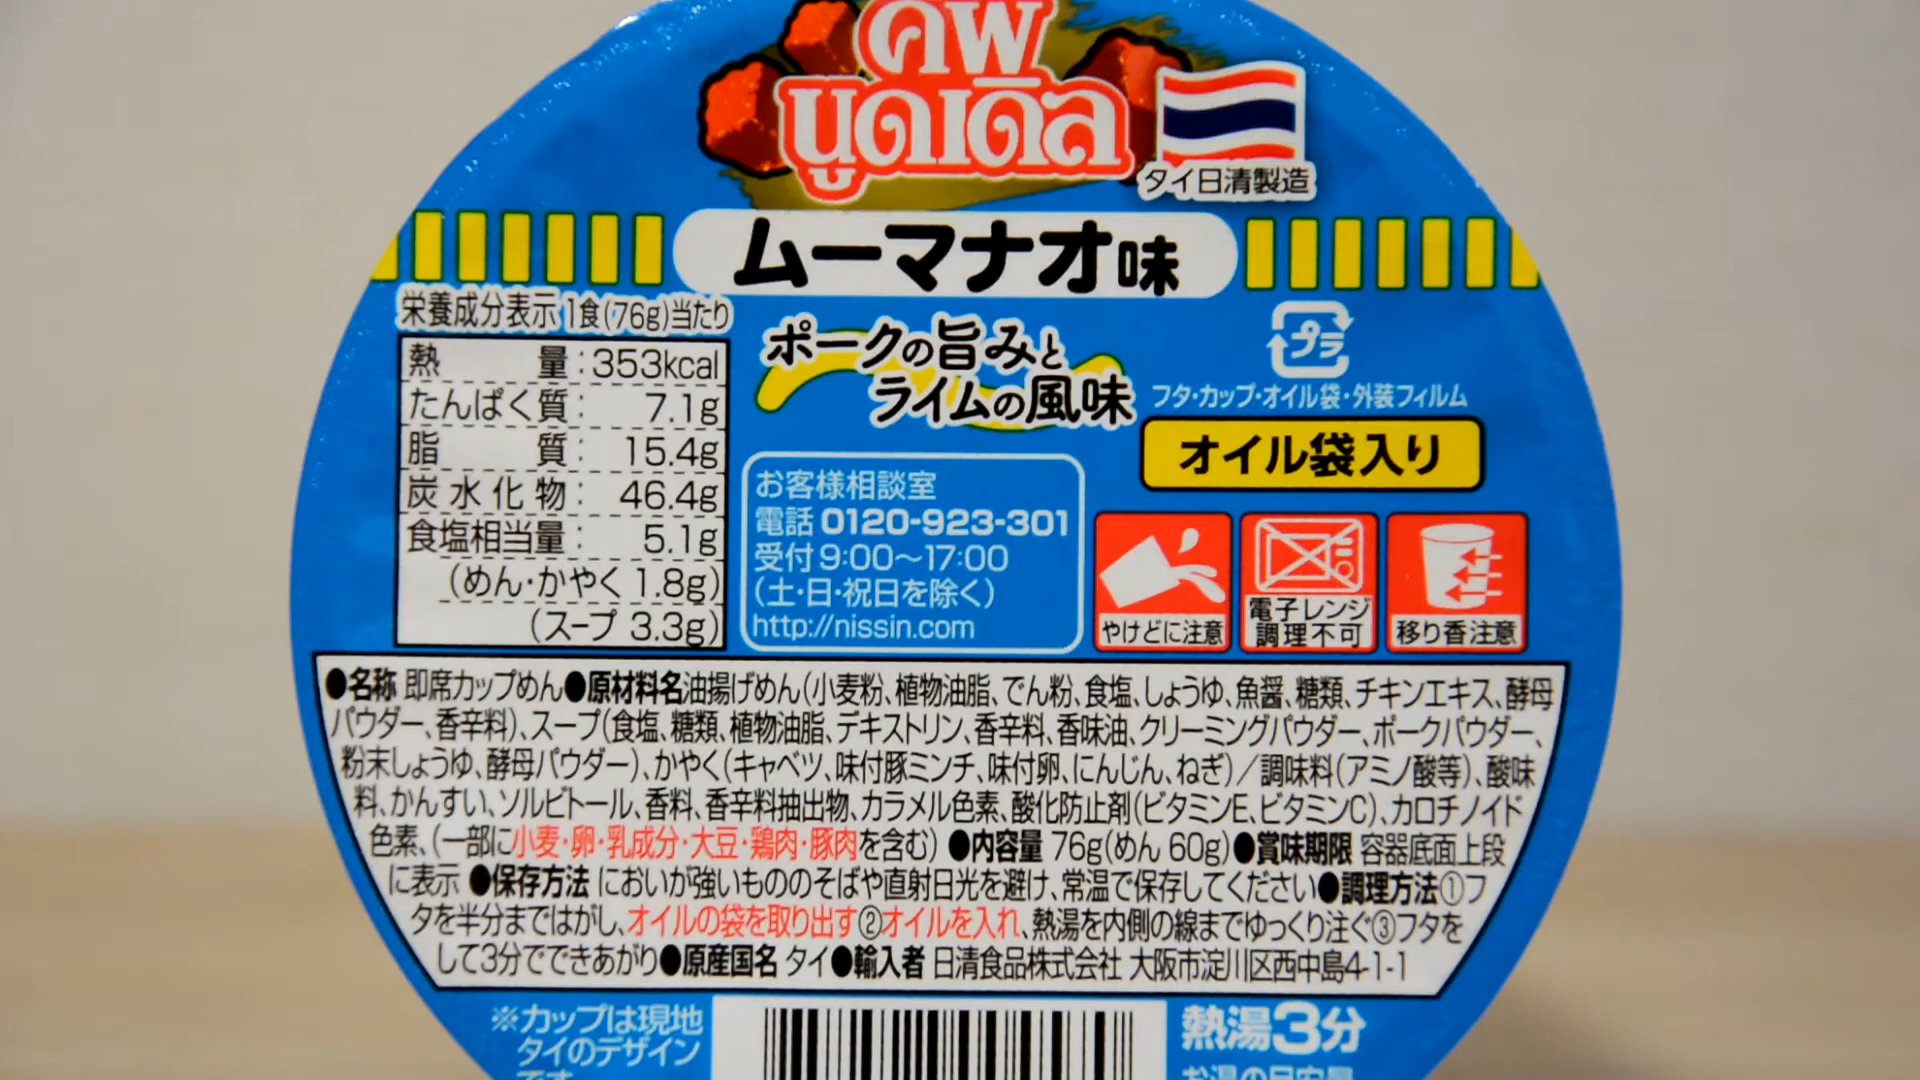 คัพ
นูดเดิล
タイ日清製造
ムーマナオ味
栄養成分表示 1食(76g)当たり
熱量:353kcal
たんぱく質: 7.1g
脂質: 15.4g
炭水化物: 46.4g
食塩相当量: 5.1g
(めん・かやく 1.8g)
(スープ 3.3g)
ポークの旨みと
ライムの風味
プラ
フタ・カップ・オイル袋・外装フィルム
オイル袋入り
お客様相談室
電話 0120-923-301
受付 9:00〜17:00
(土・日・祝日を除く)
http://nissin.com
やけどに注意
電子レンジ
調理不可
移り香注意
●名称 即席カップめん●原材料名 油揚げめん(小麦粉、植物油脂、でん粉、食塩、しょうゆ、魚醤、糖類、チキンエキス、酵母
パウダー、香辛料)、スープ(食塩、糖類、植物油脂、デキストリン、香辛料、香味油、クリーミングパウダー、ポークパウダー、
粉末しょうゆ、酵母パウダー)、かやく(キャベツ、味付豚ミンチ、味付卵、にんじん、ねぎ)/調味料(アミノ酸等)、酸味
料、かんすい、ソルビトール、香料、香辛料抽出物、カラメル色素、酸化防止剤(ビタミンE、ビタミンC)、カロチノイド
色素、(一部に小麦・卵・乳成分・大豆・鶏肉・豚肉を含む) ●内容量 76g(めん 60g)●賞味期限 容器底面上段
に表示 ●保存方法 においが強いもののそばや直射日光を避け、常温で保存してください●調理方法①フ
タを半分まではがし、オイルの袋を取り出す②オイルを入れ、熱湯を内側の線までゆっくり注ぐ③フタを
して3分でできあがり●原産国名 タイ●輸入者 日清食品株式会社 大阪市淀川区西中島4-1-1
※カップは現地
タイのデザイン
です
熱湯3分
お湯の目安量